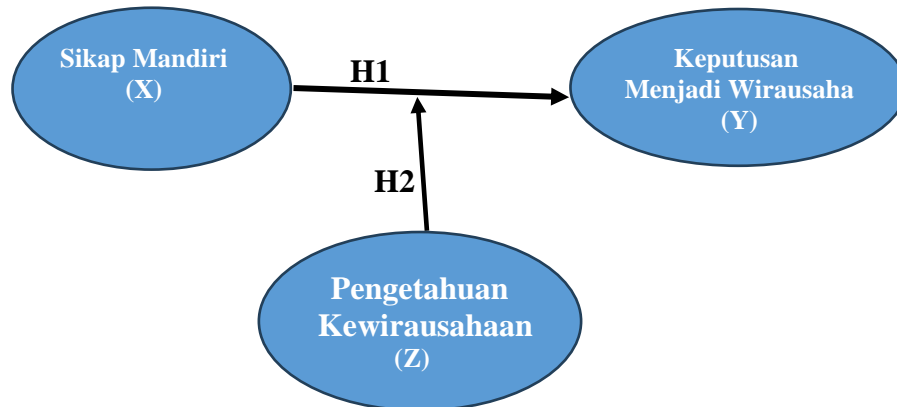 Sikap Mandiri
(X)
H1
Keputusan
Menjadi Wirausaha
(Y)
H2
Pengetahuan
Kewirausahaan
(Z)